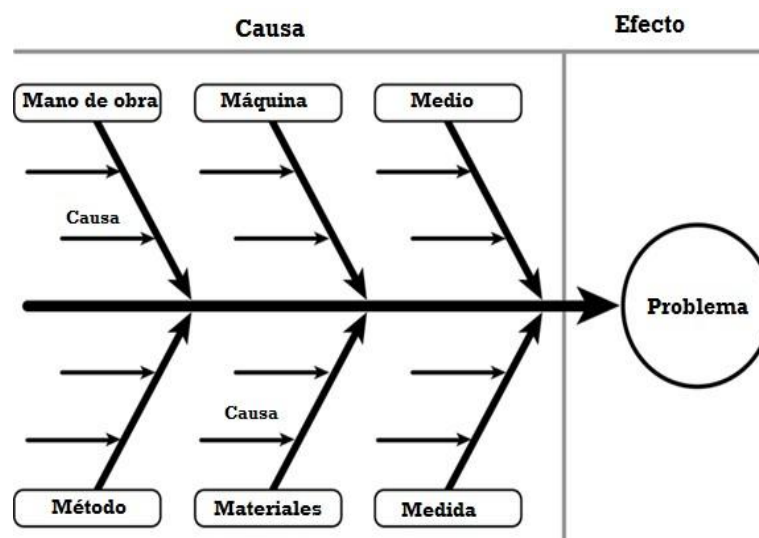 Causa
Efecto
Mano de obra
Máquina
Medio
Causa
Problema
Causa
Método
Materiales
Medida